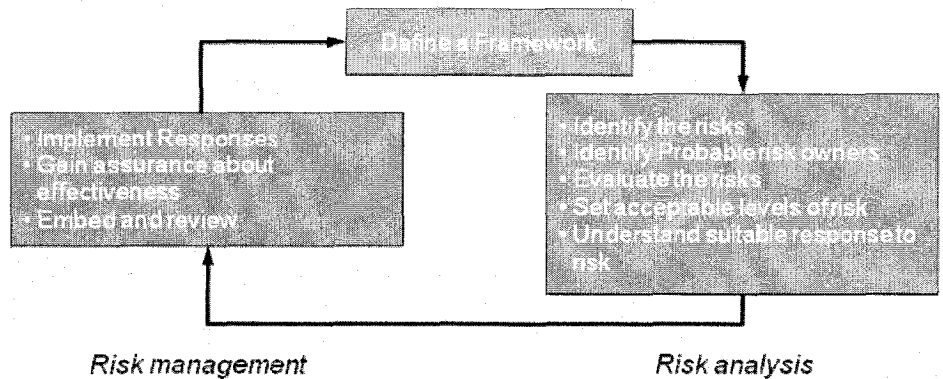 Define a Framework
• Implement Responses
• Gain assurance about
effectiveness
• Embed and review
• Identify the risks
• Identify Probable risk owners
• Evaluate the risks
• Set acceptable levels of risk
• Understand suitable response to
risk
Risk management
Risk analysis